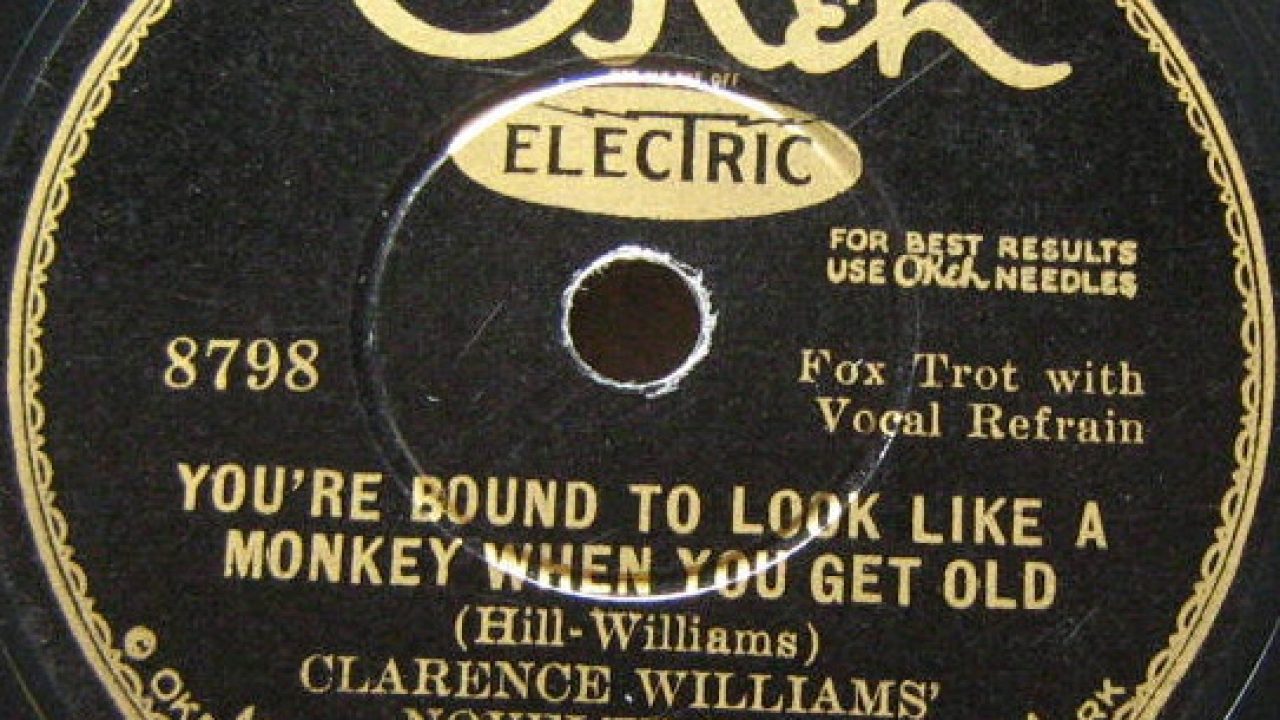 OKeh
ELECTRIC
FOR BEST RESULTS
USE OKeh NEEDLES
8798
Fox Trot with
Vocal Refrain
YOU'RE BOUND TO LOOK LIKE A
MONKEY WHEN YOU GET OLD
(Hill-Williams)
CLARENCE WILLIAMS'